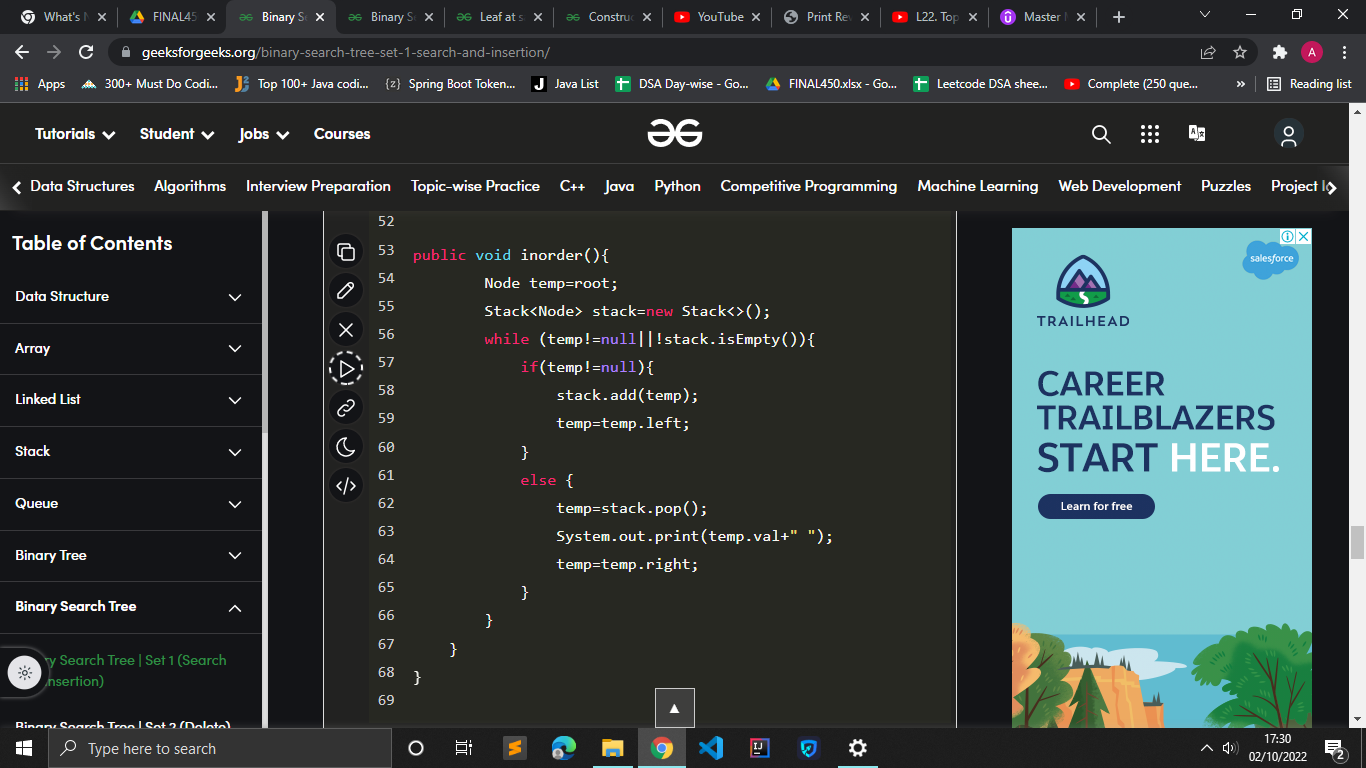 What's N
FINAL45
Binary S
Binary Se
Leaf at s
Construc
YouTube
Print Rev
L22. Top
Master
geeksforgeeks.org/binary-search-tree-set-1-search-and-insertion/
A
Apps
300+ Must Do Codi...
Top 100+ Java codi...
Spring Boot Token...
Java List
DSA Day-wise - Go...
FINAL450.xlsx - Go...
Leetcode DSA shee...
Complete (250 que...
»
Reading list
Tutorials
Student
Jobs
Courses
Data Structures
Algorithms
Interview Preparation
Topic-wise Practice
C++
Java
Python
Competitive Programming
Machine Learning
Web Development
Puzzles
Project
Table of Contents
Data Structure
Array
Linked List
Stack
Queue
Binary Tree
Binary Search Tree
ry Search Tree | Set 1 (Search
nsertion)
Binary Search Tree | Set 2 (Delete)
52
53 public void inorder(){
54 Node temp=root;
55 Stack<Node> stack=new Stack<>();
56 while (temp!=null||!stack.isEmpty()){
57 if(temp!=null){
58 stack.add(temp);
59 temp=temp.left;
60 }
61 else {
62 temp=stack.pop();
63 System.out.print(temp.val+" ");
64 temp=temp.right;
65 }
66 }
67 }
68 }
69
salesforce
TRAILHEAD
CAREER
TRAILBLAZERS
START HERE.
Learn for free
Type here to search
17:30
02/10/2022
2